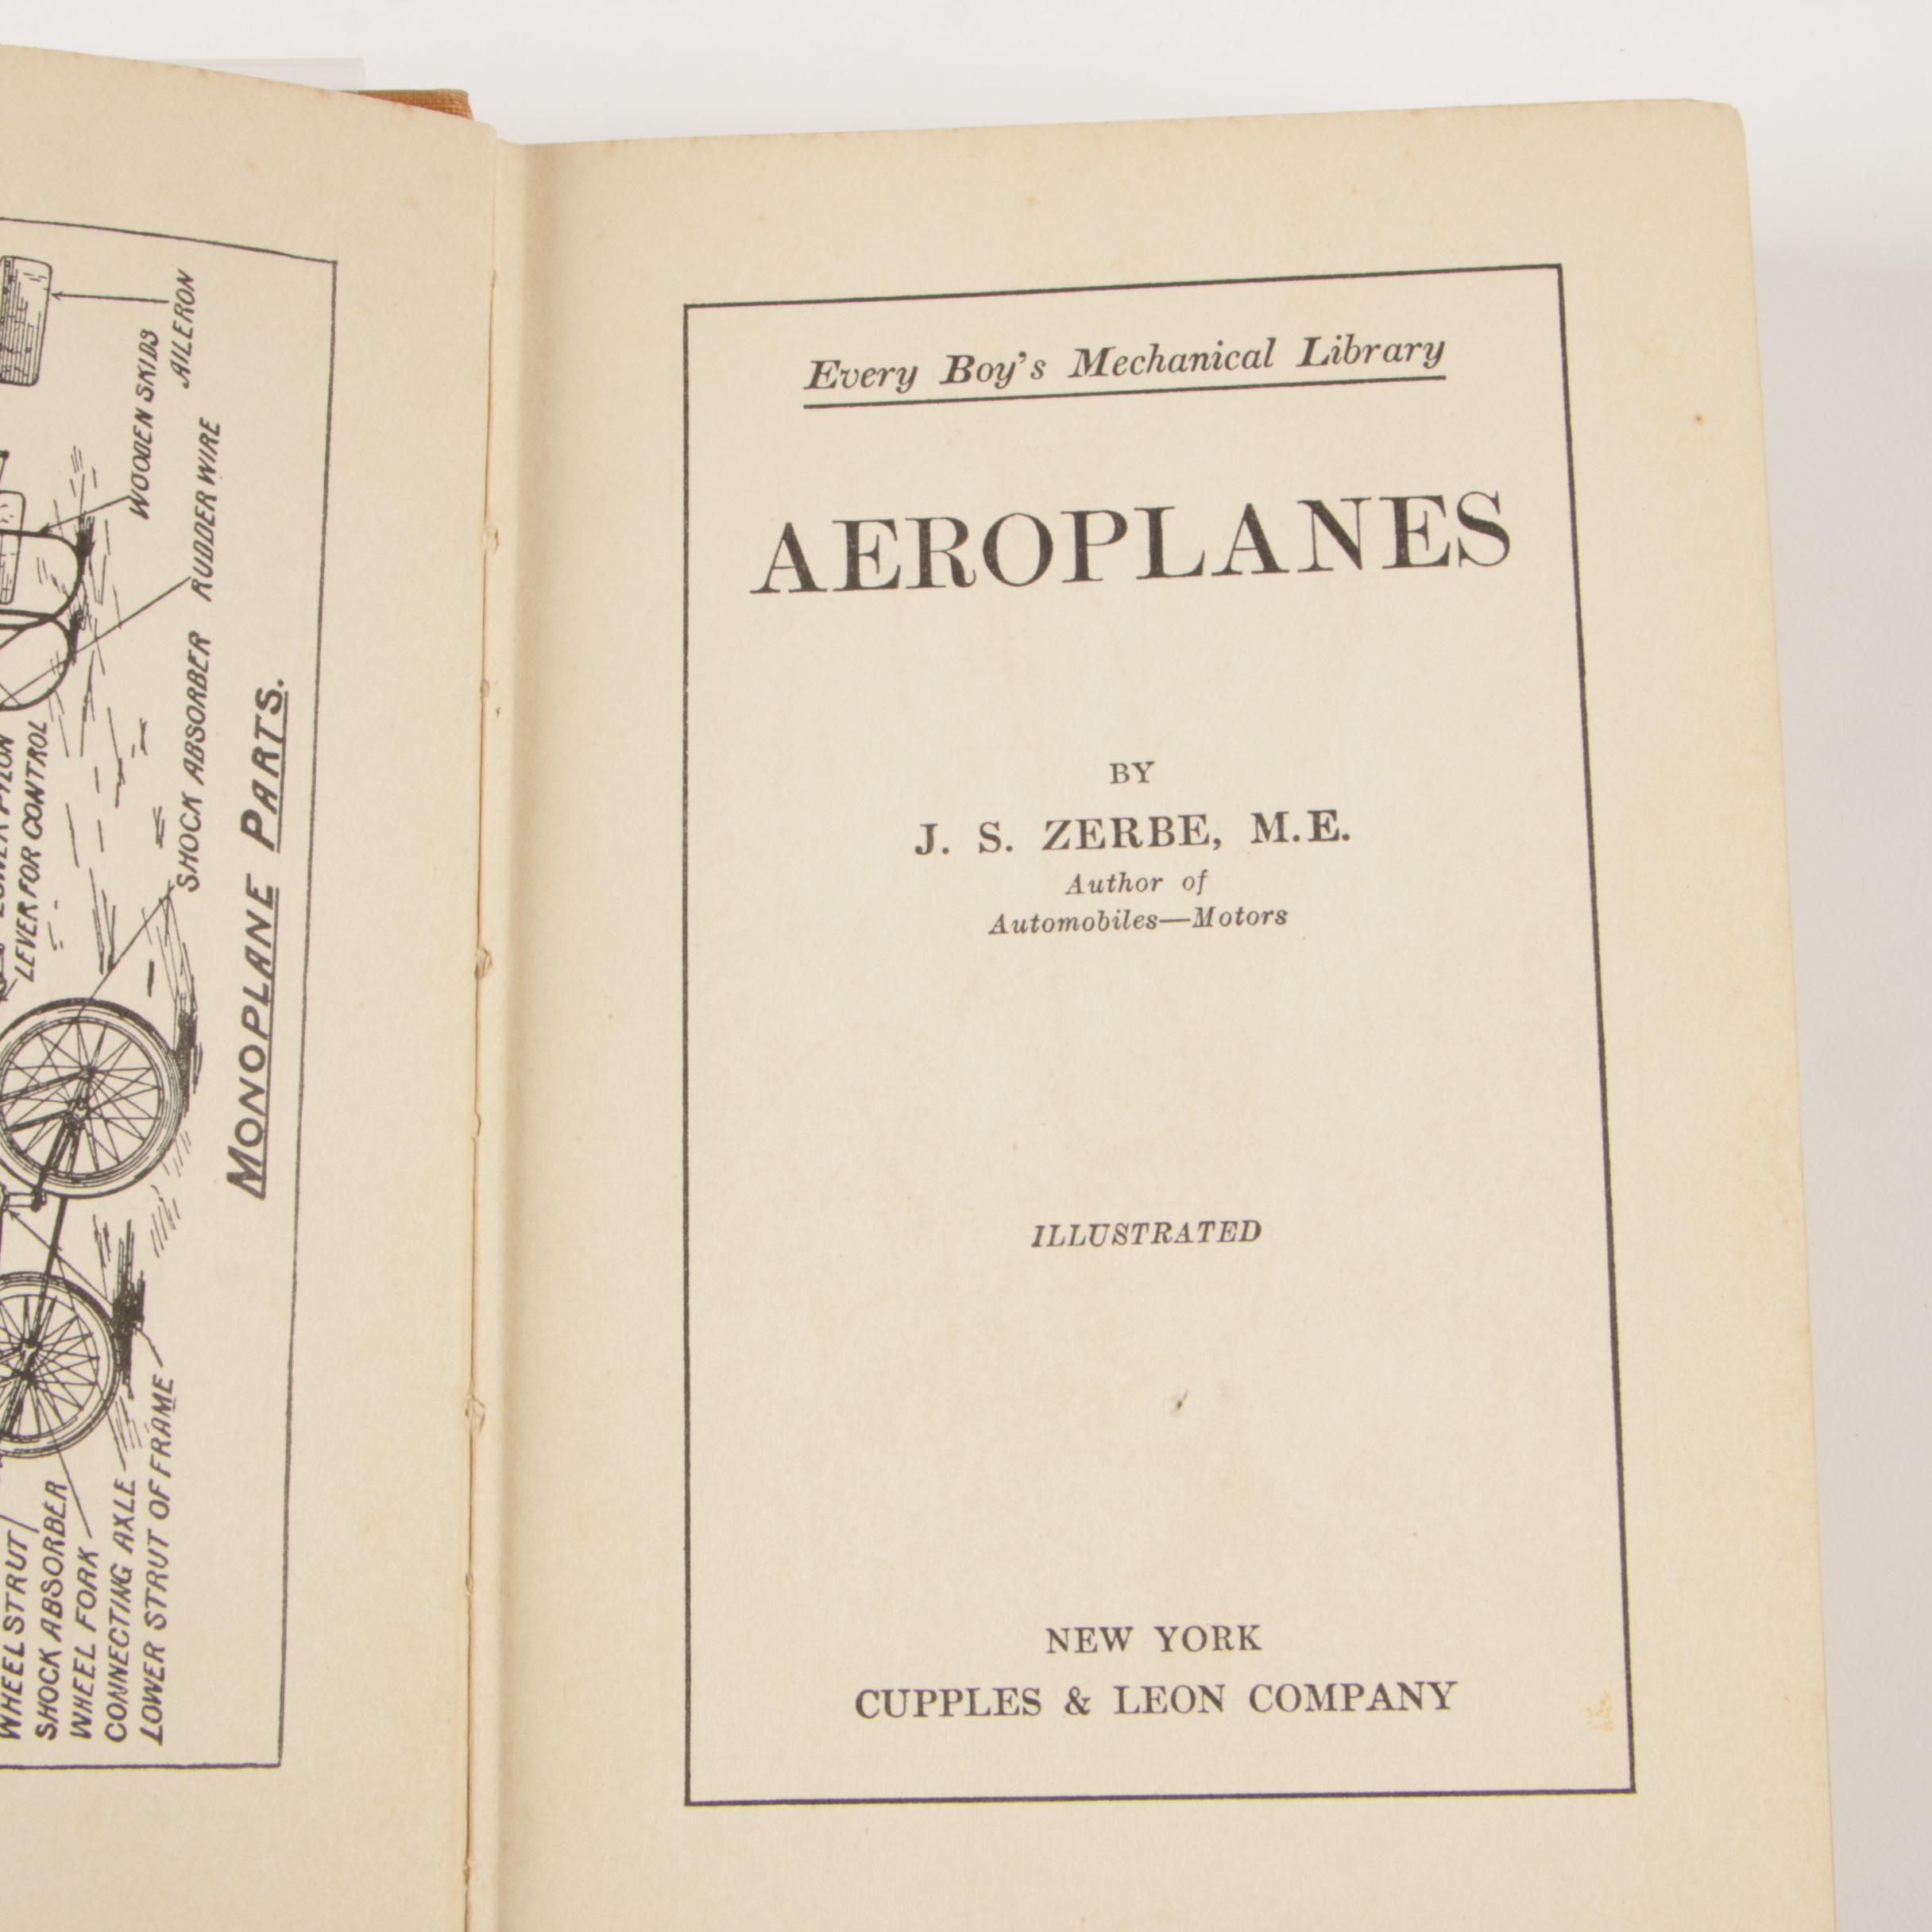 AILERON
WOODEN SKIDS
RUDDER WIRE
SHOCK ABSORBER
LEVER FOR CONTROL
MONOPLANE PARTS.
WHEEL STRUT
SHOCK ABSORBER
WHEEL FORK
CONNECTING AXLE
LOWER STRUT OF FRAME
Every Boy's Mechanical Library
AEROPLANES
BY
J. S. ZERBE, M.E.
Author of
Automobiles—Motors
ILLUSTRATED
NEW YORK
CUPPLES & LEON COMPANY